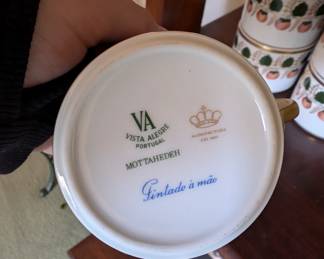 VA
VISTA ALEGRE
PORTUGAL
MOTTAHEDEH
Pintado à mão